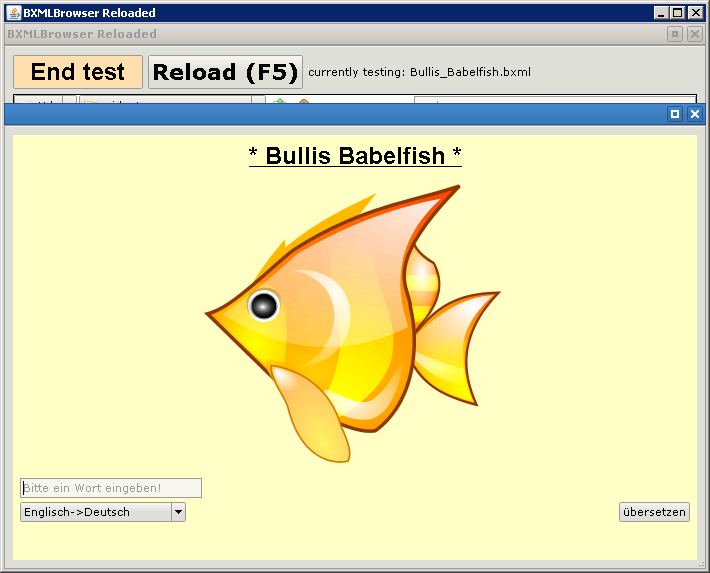 BXMLBrowser Reloaded
BXMLBrowser Reloaded
End test
Reload (F5)
currently testing: Bullis_Babelfish.bxml
* Bullis Babelfish *
Bitte ein Wort eingeben!
Englisch->Deutsch
übersetzen